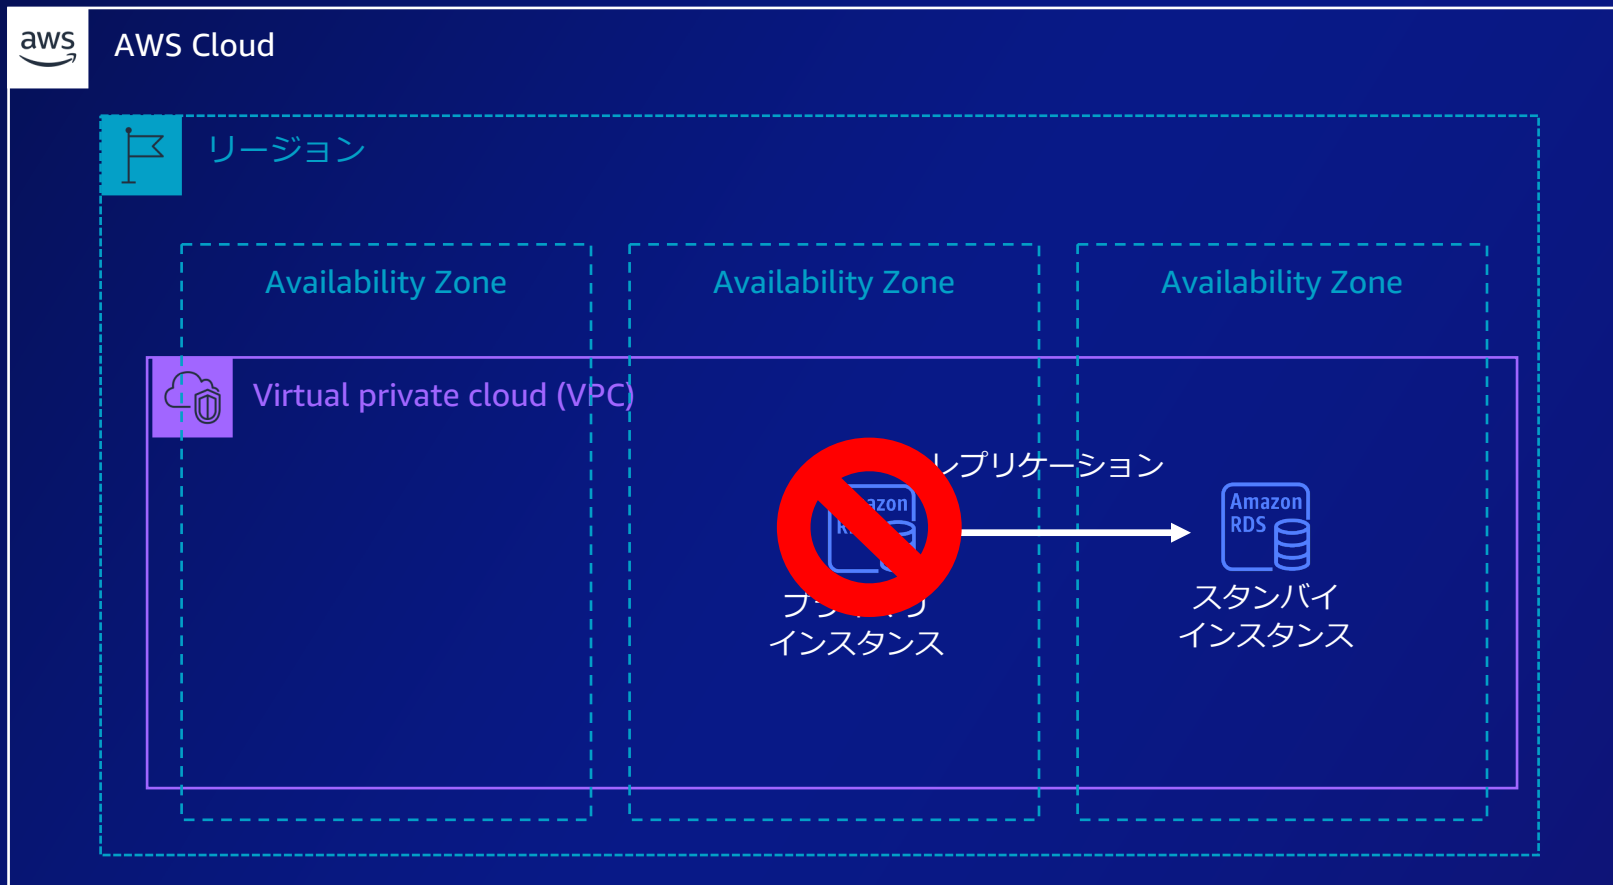 aws
AWS Cloud
リージョン
Availability Zone
Availability Zone
Availability Zone
Virtual private cloud (VPC)
レプリケーション
Amazon
RDS
インスタンス
スタンバイ
インスタンス